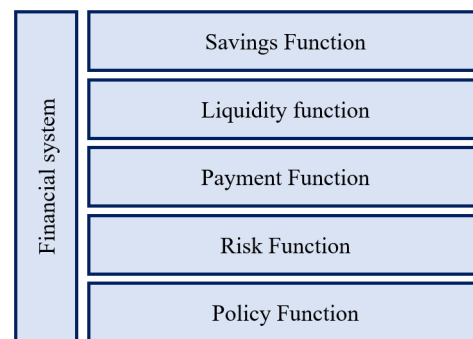 Financial system
Savings Function
Liquidity function
Payment Function
Risk Function
Policy Function